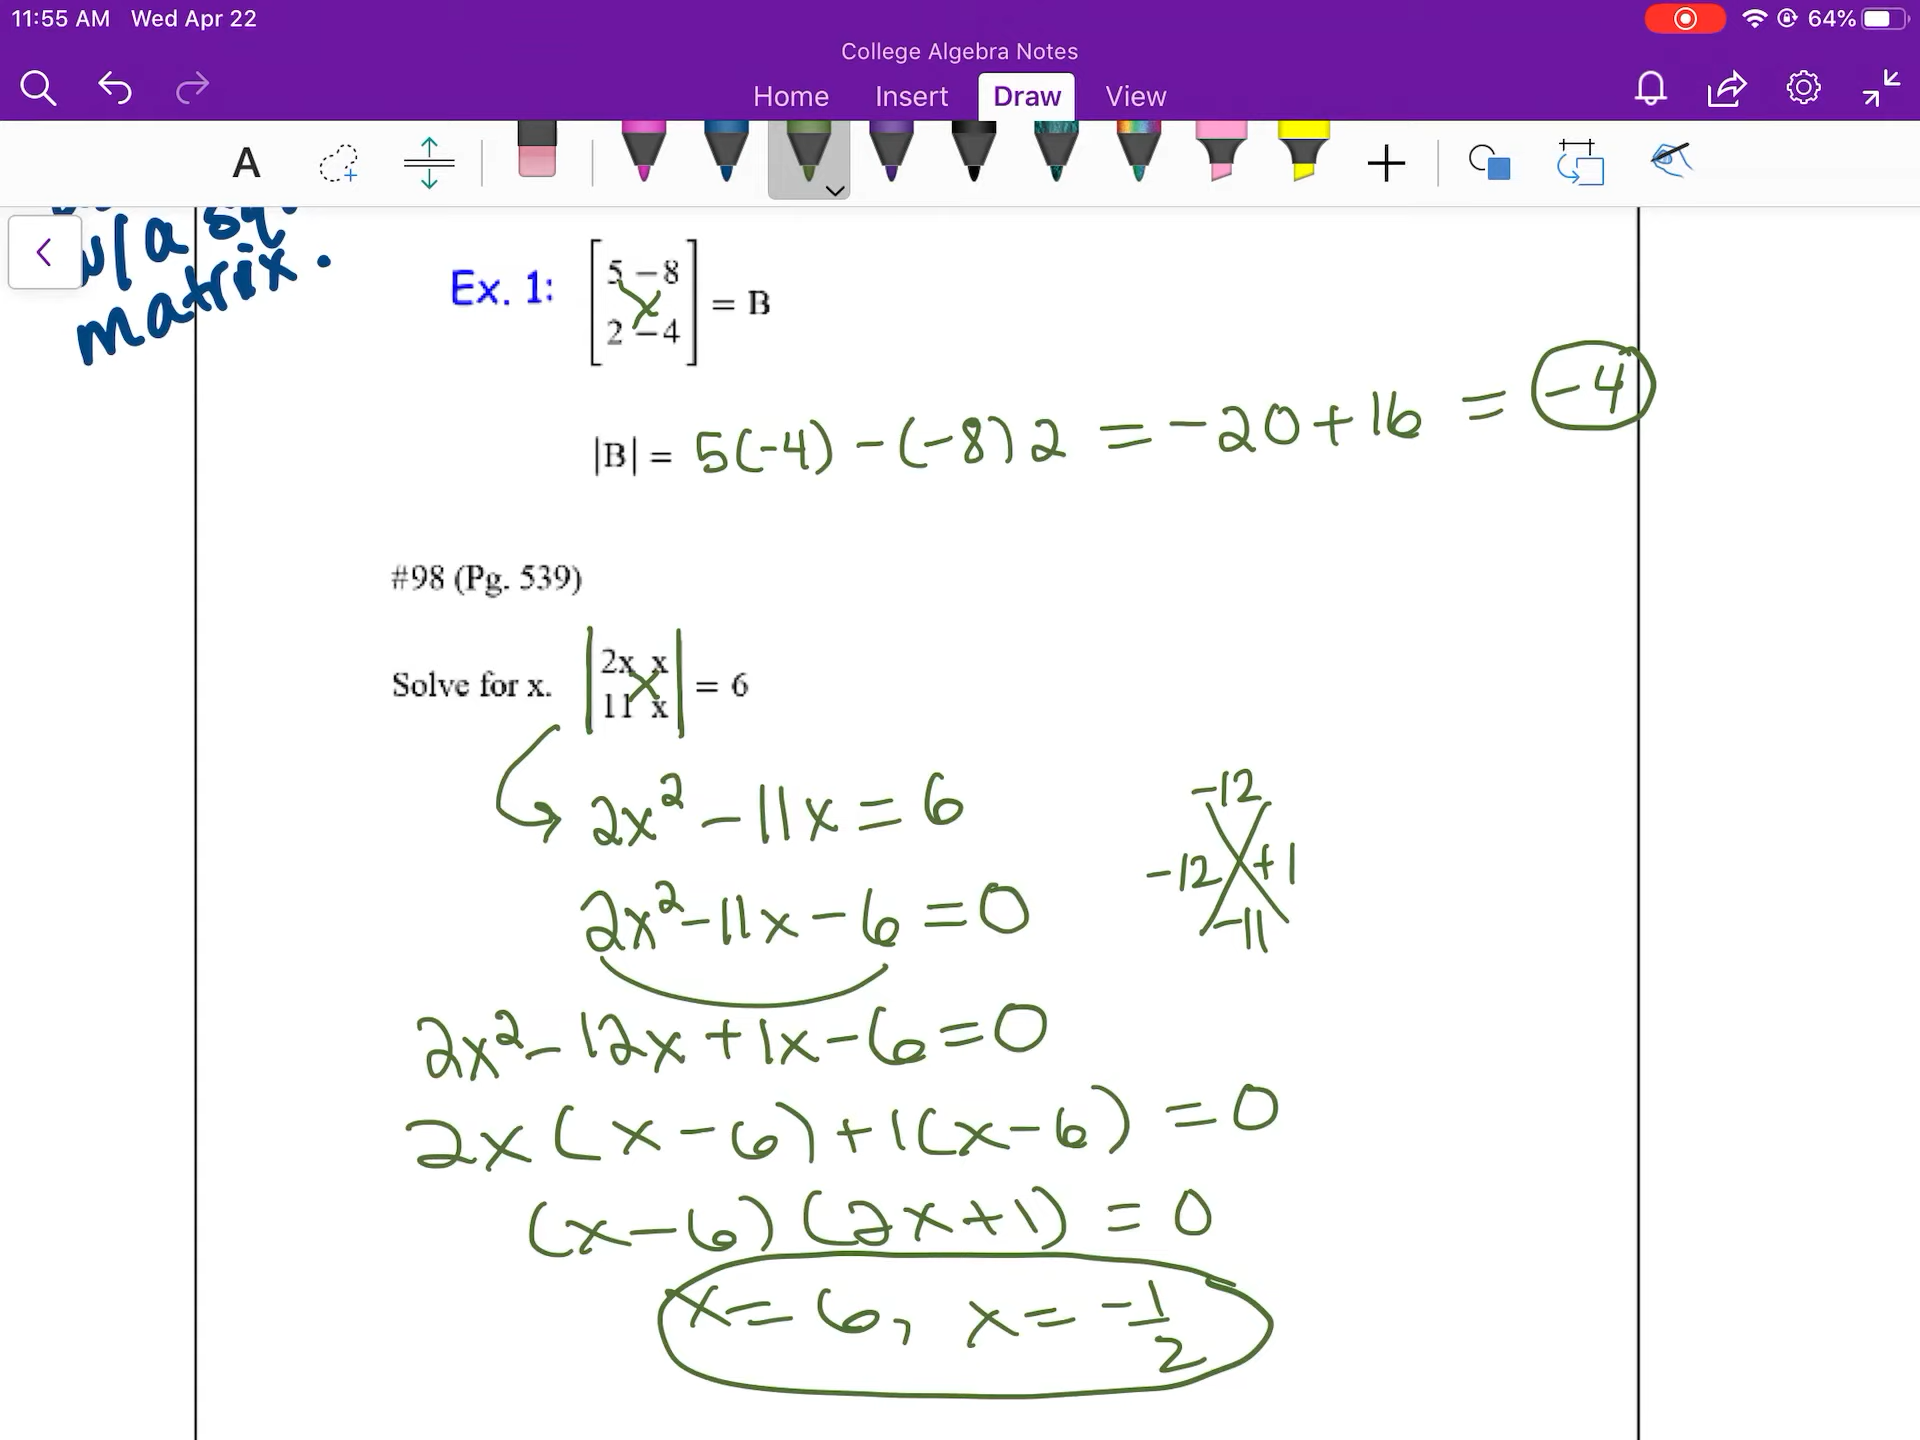 11:55 AM Wed Apr 22
64%
College Algebra Notes
Home Insert Draw View
A
w/a sq.
matrix.
Ex. 1: [5 -8
2 -4] = B
|B| = 5(-4) - (-8)2 = -20 + 16 = -4
#98 (Pg. 539)
Solve for x. |2x x
11 x| = 6
2x² - 11x = 6
2x² - 11x - 6 = 0
-12
-12 +1
-11
2x² - 12x + 1x - 6 = 0
2x(x - 6) + 1(x - 6) = 0
(x - 6)(2x + 1) = 0
x = 6, x = -1/2